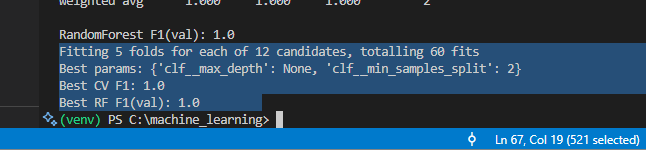 weighted avg 1.000 1.000 1.000 2
RandomForest F1(val): 1.0
Fitting 5 folds for each of 12 candidates, totalling 60 fits
Best params: {'clf__max_depth': None, 'clf__min_samples_split': 2}
Best CV F1: 1.0
Best RF F1(val): 1.0
(venv) PS C:\machine_learning>
Ln 67, Col 19 (521 selected)